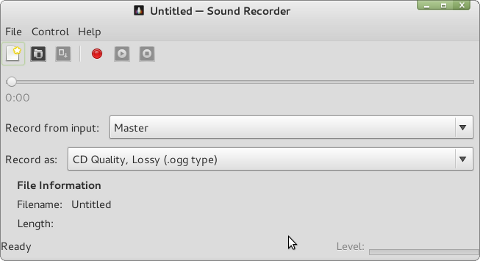 Untitled — Sound Recorder
File Control Help
0:00
Record from input: Master
Record as: CD Quality, Lossy (.ogg type)
File Information
Filename: Untitled
Length:
Ready Level: